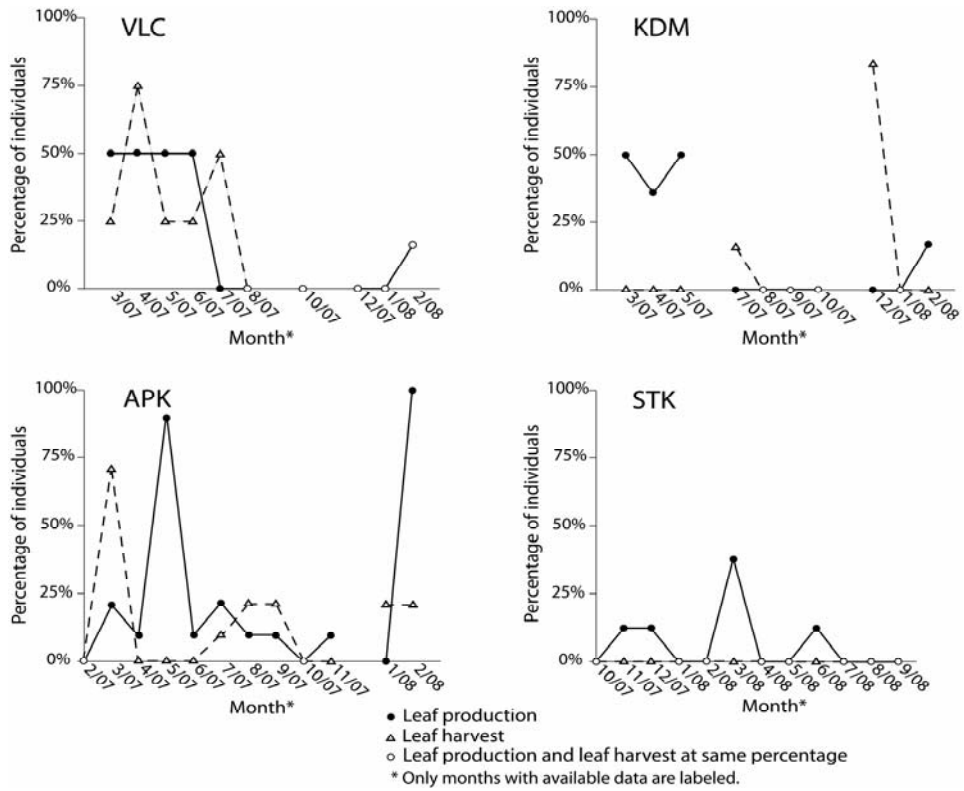 VLC
Percentage of individuals
100%
75%
50%
25%
0%
3/07 4/07 5/07 6/07 7/07 8/07 10/07 12/07 1/08 2/08
Month*
KDM
Percentage of individuals
100%
75%
50%
25%
0%
3/07 4/07 5/07 7/07 8/07 9/07 10/07 12/07 1/08 2/08
Month*
APK
Percentage of individuals
100%
75%
50%
25%
0%
2/07 3/07 4/07 5/07 6/07 7/07 8/07 9/07 10/07 11/07 1/08 2/08
Month*
STK
Percentage of individuals
100%
75%
50%
25%
0%
10/07 11/07 12/07 1/08 2/08 3/08 4/08 5/08 6/08 7/08 8/08 9/08
Month*
Leaf production
Leaf harvest
Leaf production and leaf harvest at same percentage
* Only months with available data are labeled.